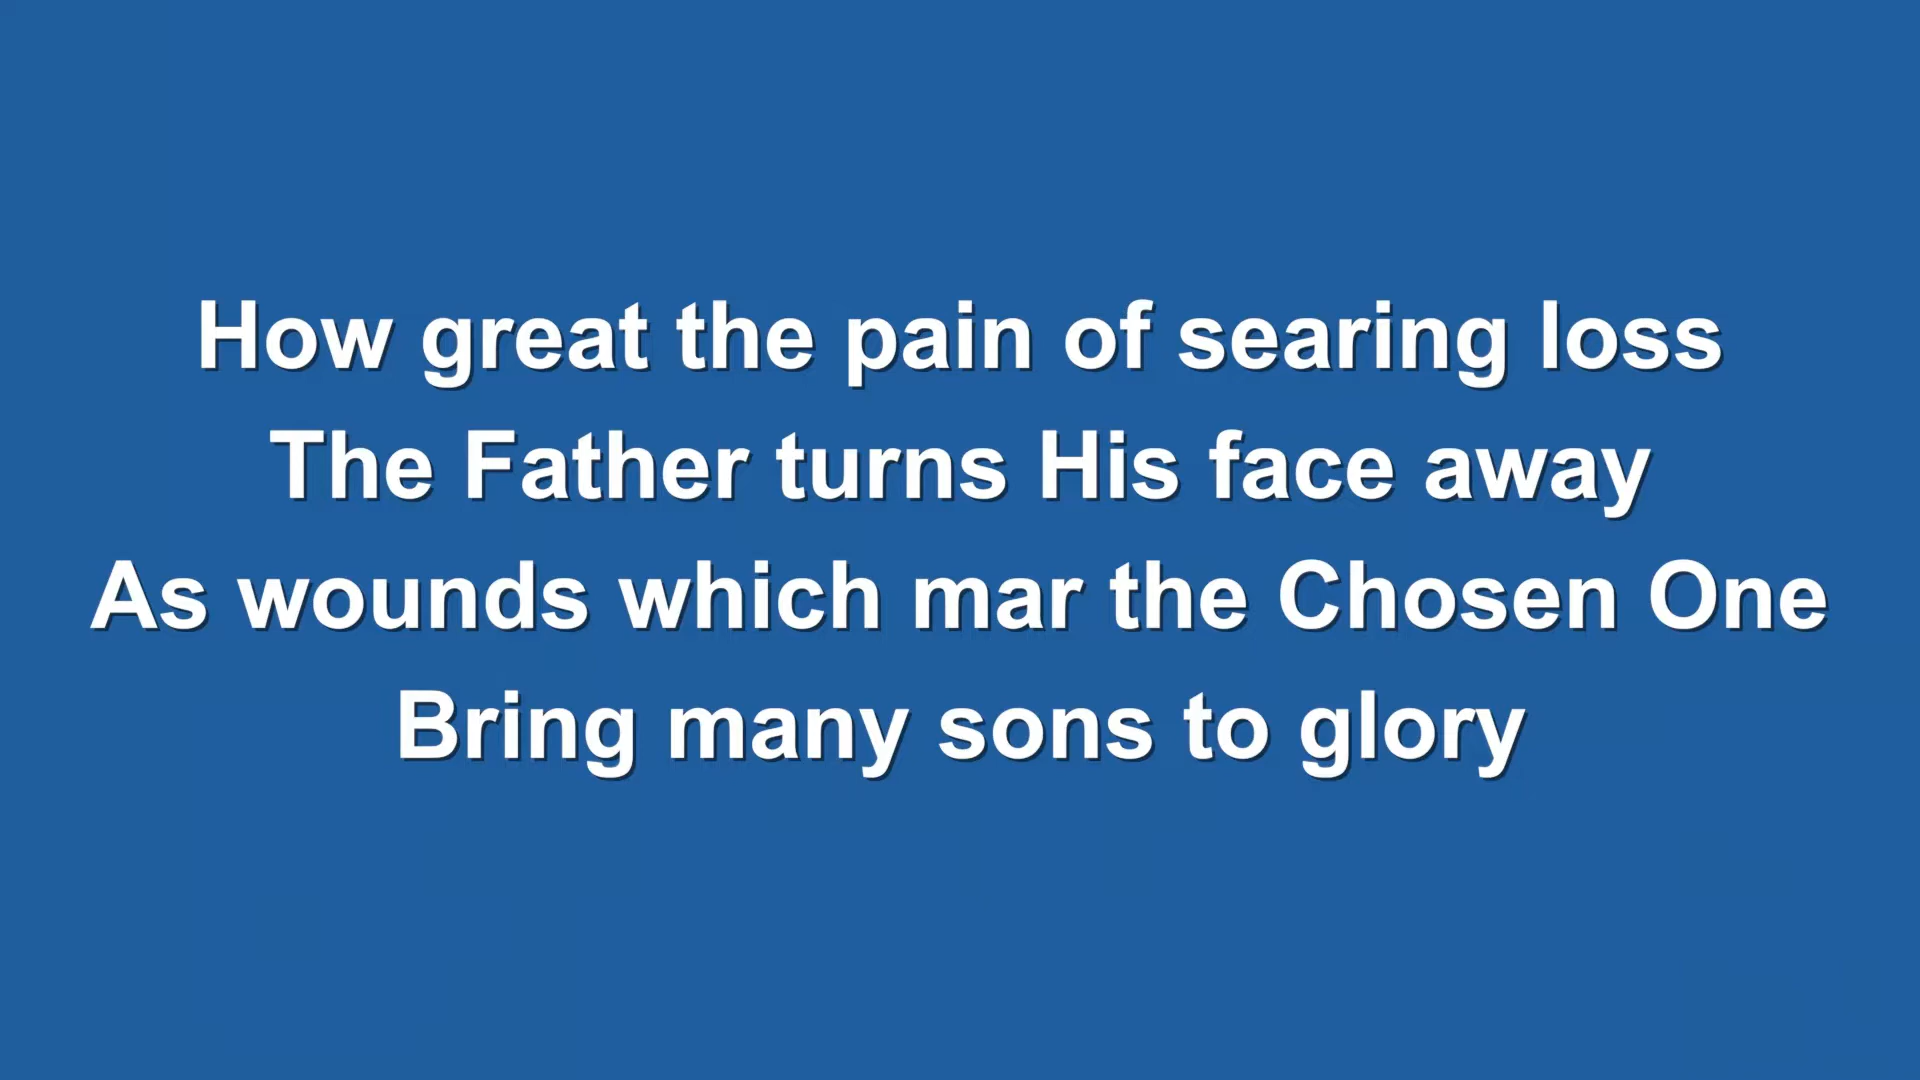 How great the pain of searing loss
The Father turns His face away
As wounds which mar the Chosen One
Bring many sons to glory